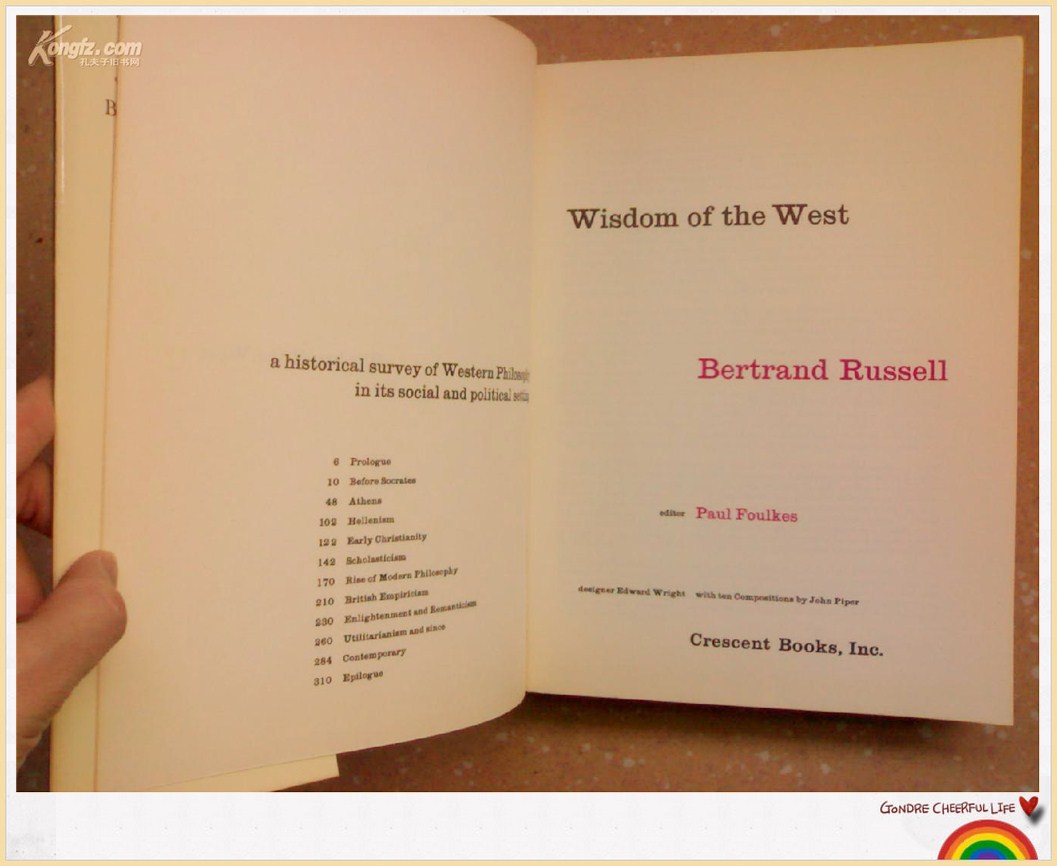 Kongfz.com
孔夫子旧书网
B
a historical survey of Western Philosophy
in its social and political setting
6 Prologue
10 Before Socrates
48 Athens
102 Hellenism
122 Early Christianity
142 Scholasticism
170 Rise of Modern Philosophy
210 British Empiricism
230 Enlightenment and Romanticism
260 Utilitarianism and since
284 Contemporary
310 Epilogue
Wisdom of the West
Bertrand Russell
editor Paul Foulkes
designer Edward Wright with ten Compositions by John Piper
Crescent Books, Inc.
GONDRE CHEERFUL LIFE